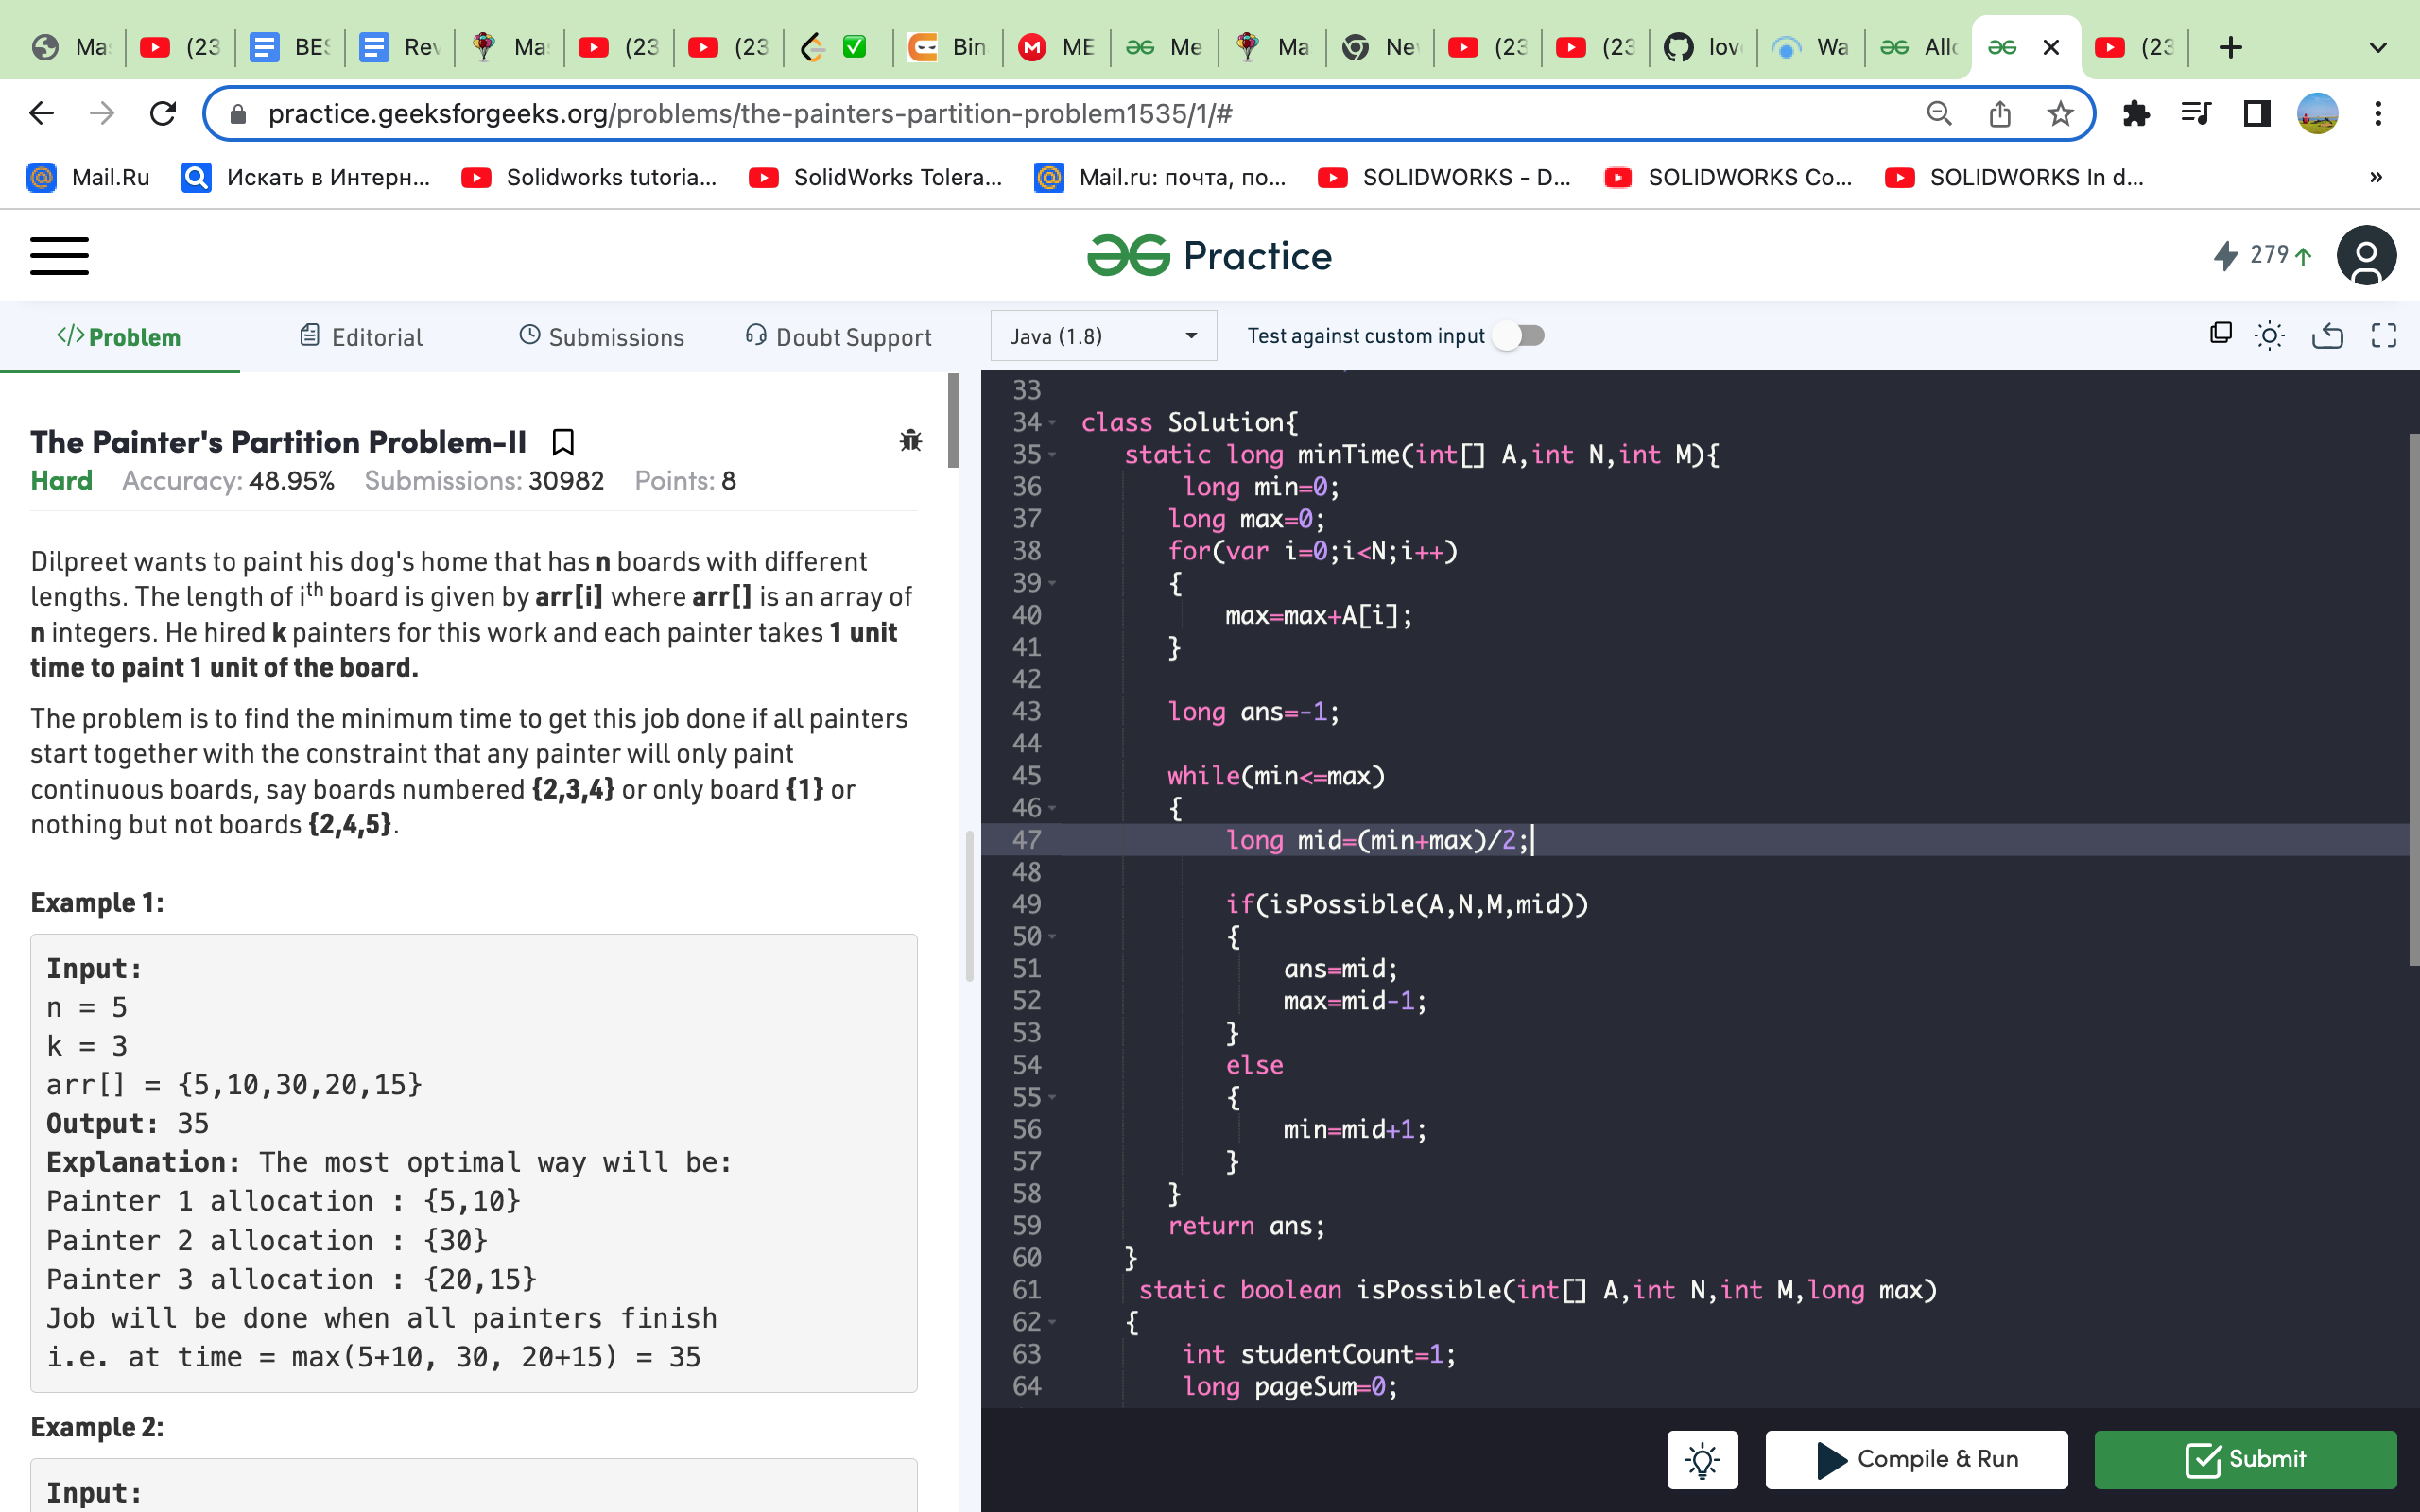 Ma (23 BES Rev Ma (23 (23 Bin ME Me Ma Ne (23 (23 lov Wa Allo (23
practice.geeksforgeeks.org/problems/the-painters-partition-problem1535/1/#
Mail.Ru Искать в Интерн... Solidworks tutoria... SolidWorks Tolera... Mail.ru: почта, по... SOLIDWORKS - D... SOLIDWORKS Co... SOLIDWORKS In d... »
Practice
279
</> Problem Editorial Submissions Doubt Support
Java (1.8) Test against custom input
The Painter's Partition Problem-II
Hard Accuracy: 48.95% Submissions: 30982 Points: 8
Dilpreet wants to paint his dog's home that has n boards with different
lengths. The length of ith board is given by arr[i] where arr[] is an array of
n integers. He hired k painters for this work and each painter takes 1 unit
time to paint 1 unit of the board.
The problem is to find the minimum time to get this job done if all painters
start together with the constraint that any painter will only paint
continuous boards, say boards numbered {2,3,4} or only board {1} or
nothing but not boards {2,4,5}.
Example 1:
Input:
n = 5
k = 3
arr[] = {5,10,30,20,15}
Output: 35
Explanation: The most optimal way will be:
Painter 1 allocation : {5,10}
Painter 2 allocation : {30}
Painter 3 allocation : {20,15}
Job will be done when all painters finish
i.e. at time = max(5+10, 30, 20+15) = 35
Example 2:
Input:
33
34 class Solution{
35 static long minTime(int[] A,int N,int M){
36 long min=0;
37 long max=0;
38 for(var i=0;i<N;i++)
39 {
40 max=max+A[i];
41 }
42
43 long ans=-1;
44
45 while(min<=max)
46 {
47 long mid=(min+max)/2;
48
49 if(isPossible(A,N,M,mid))
50 {
51 ans=mid;
52 max=mid-1;
53 }
54 else
55 {
56 min=mid+1;
57 }
58 }
59 return ans;
60 }
61 static boolean isPossible(int[] A,int N,int M,long max)
62 {
63 int studentCount=1;
64 long pageSum=0;
Compile & Run
Submit